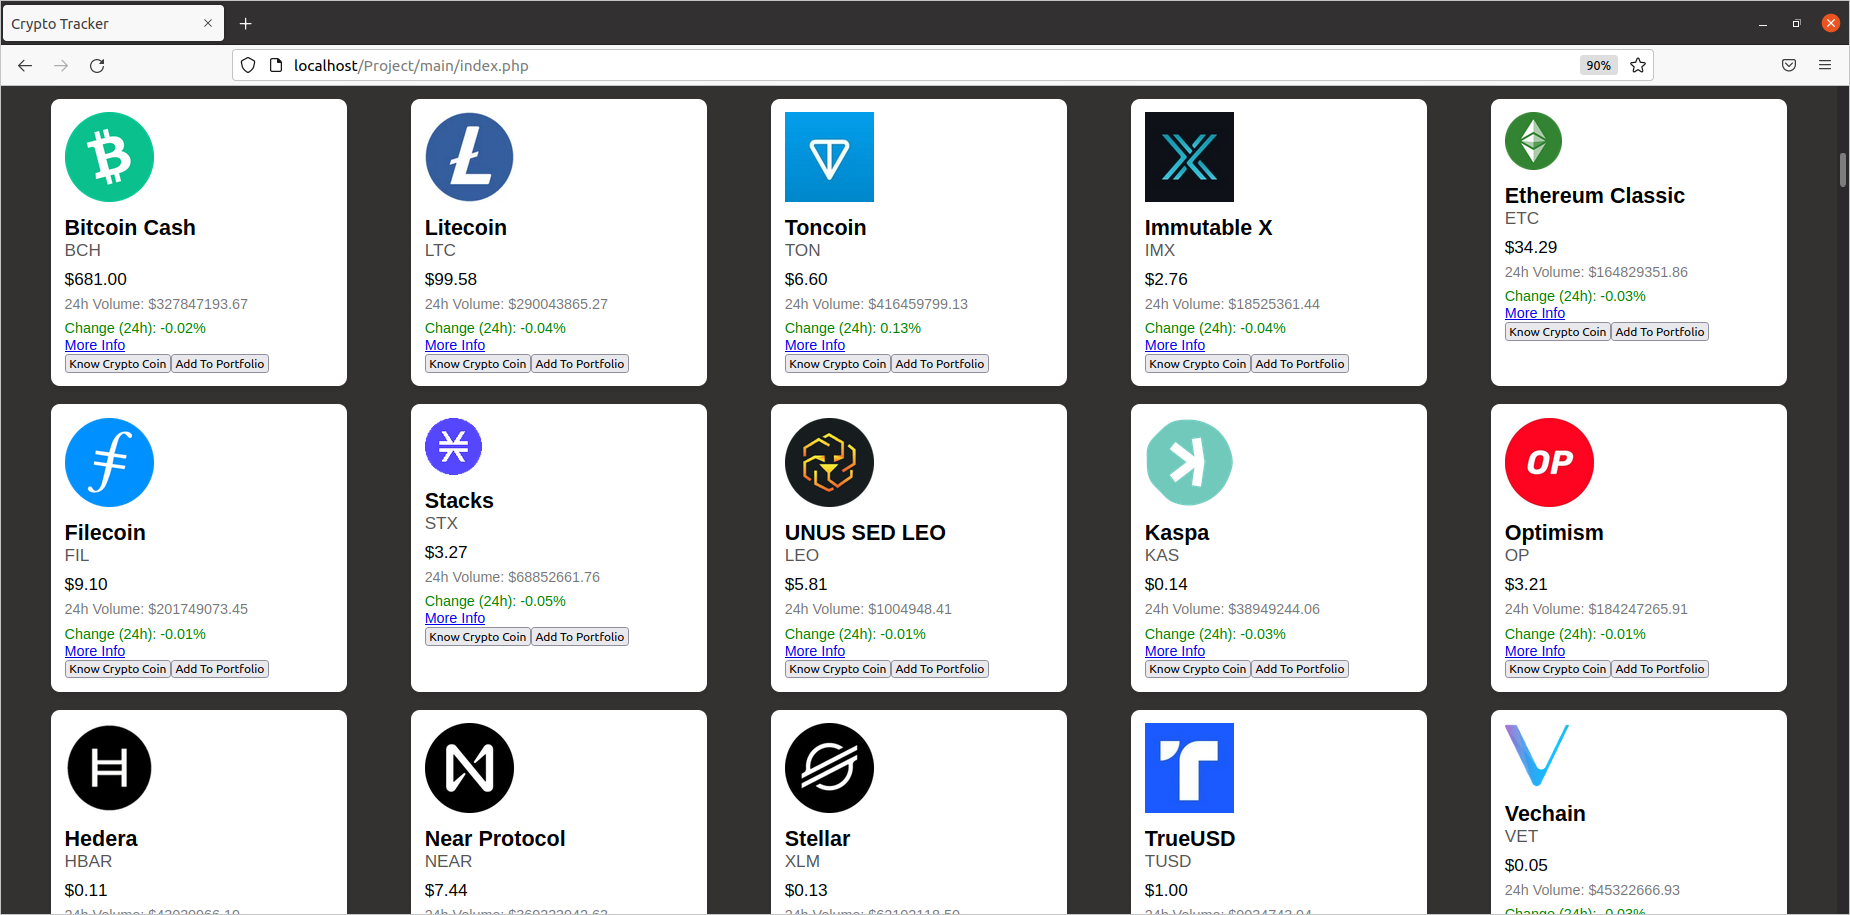 Crypto Tracker
localhost/Project/main/index.php
90%
Bitcoin Cash
BCH
$681.00
24h Volume: $327847193.67
Change (24h): -0.02%
More Info
Know Crypto Coin Add To Portfolio
Litecoin
LTC
$99.58
24h Volume: $290043865.27
Change (24h): -0.04%
More Info
Know Crypto Coin Add To Portfolio
Toncoin
TON
$6.60
24h Volume: $416459799.13
Change (24h): 0.13%
More Info
Know Crypto Coin Add To Portfolio
Immutable X
IMX
$2.76
24h Volume: $18525361.44
Change (24h): -0.04%
More Info
Know Crypto Coin Add To Portfolio
Ethereum Classic
ETC
$34.29
24h Volume: $164829351.86
Change (24h): -0.03%
More Info
Know Crypto Coin Add To Portfolio
Filecoin
FIL
$9.10
24h Volume: $201749073.45
Change (24h): -0.01%
More Info
Know Crypto Coin Add To Portfolio
Stacks
STX
$3.27
24h Volume: $68852661.76
Change (24h): -0.05%
More Info
Know Crypto Coin Add To Portfolio
UNUS SED LEO
LEO
$5.81
24h Volume: $1004948.41
Change (24h): -0.01%
More Info
Know Crypto Coin Add To Portfolio
Kaspa
KAS
$0.14
24h Volume: $38949244.06
Change (24h): -0.03%
More Info
Know Crypto Coin Add To Portfolio
OP
Optimism
OP
$3.21
24h Volume: $184247265.91
Change (24h): -0.01%
More Info
Know Crypto Coin Add To Portfolio
Hedera
HBAR
$0.11
24h Volume:
Near Protocol
NEAR
$7.44
24h Volume:
Stellar
XLM
$0.13
24h Volume:
TrueUSD
TUSD
$1.00
24h Volume:
Vechain
VET
$0.05
24h Volume: $45322666.93
Change (24h): -0.03%